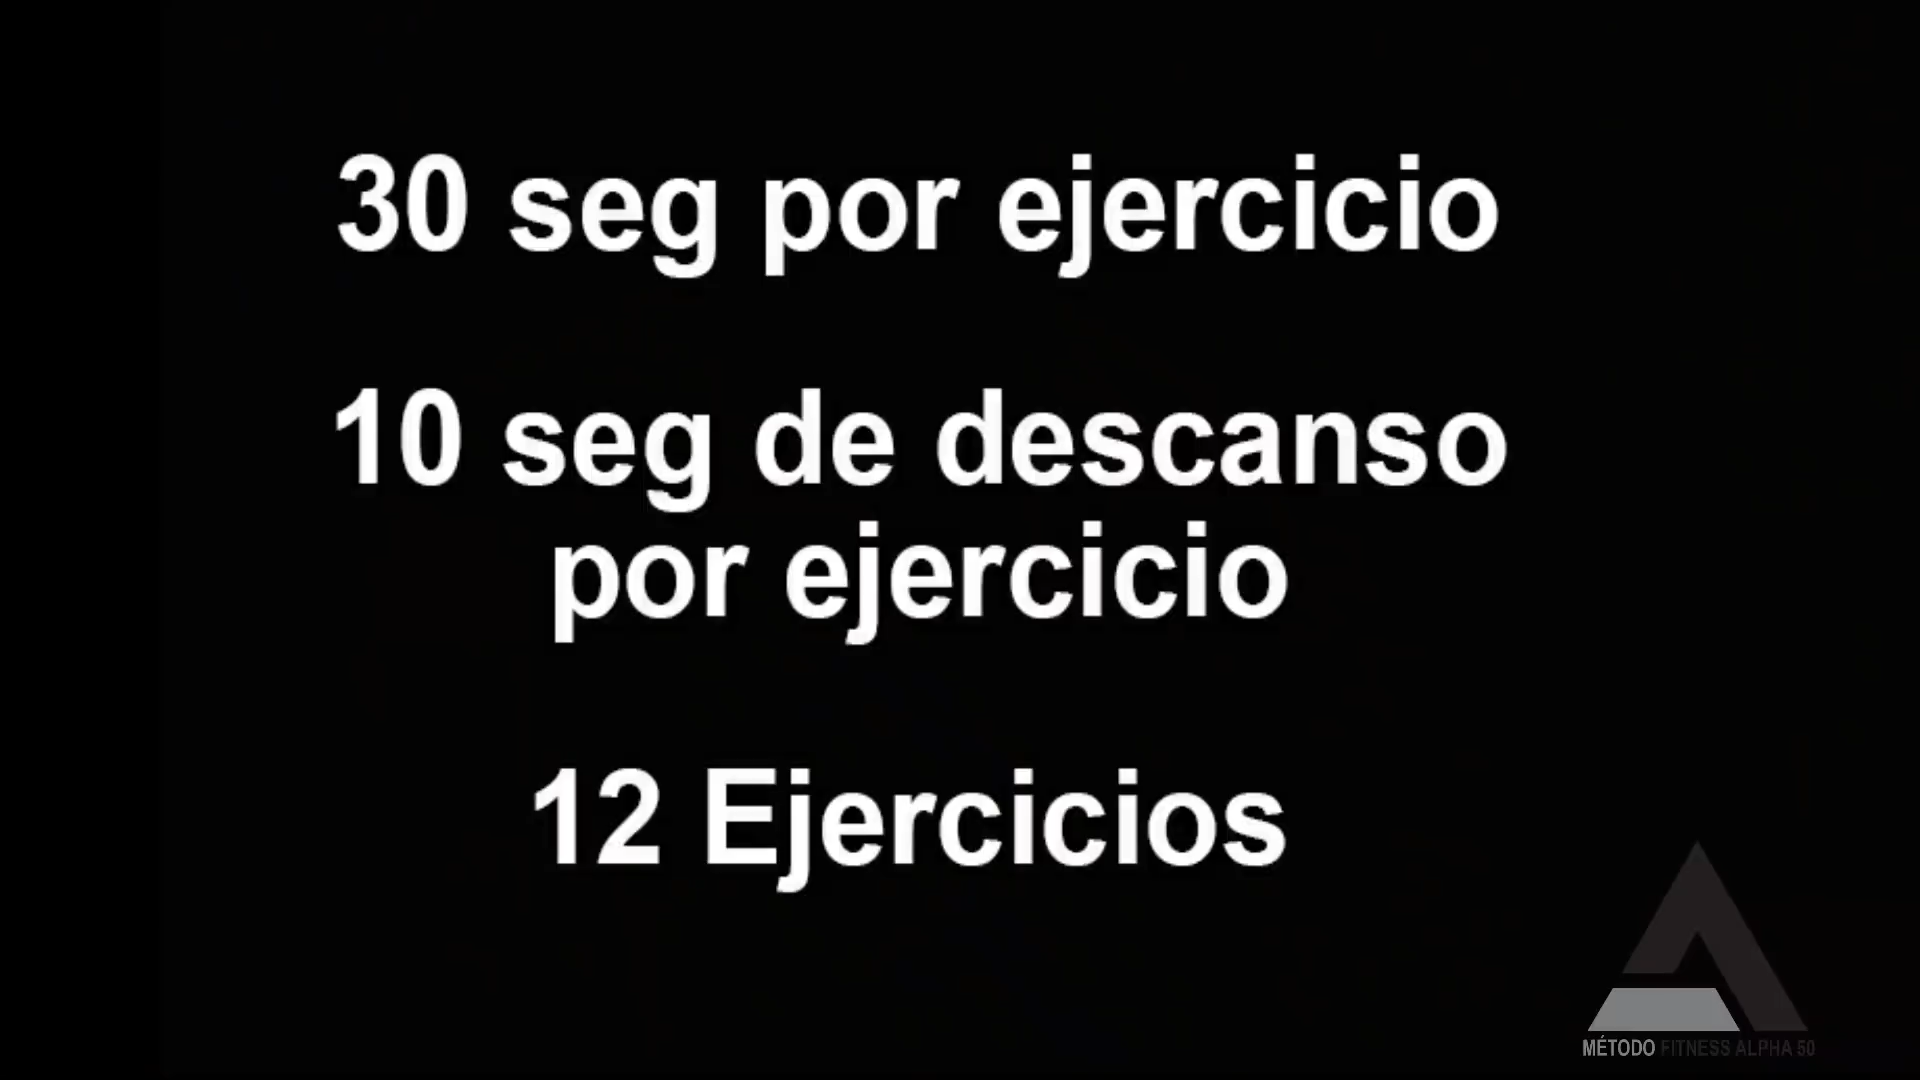 30 seg por ejercicio
10 seg de descanso
por ejercicio
12 Ejercicios
MÉTODO FITNESS ALPHA 50